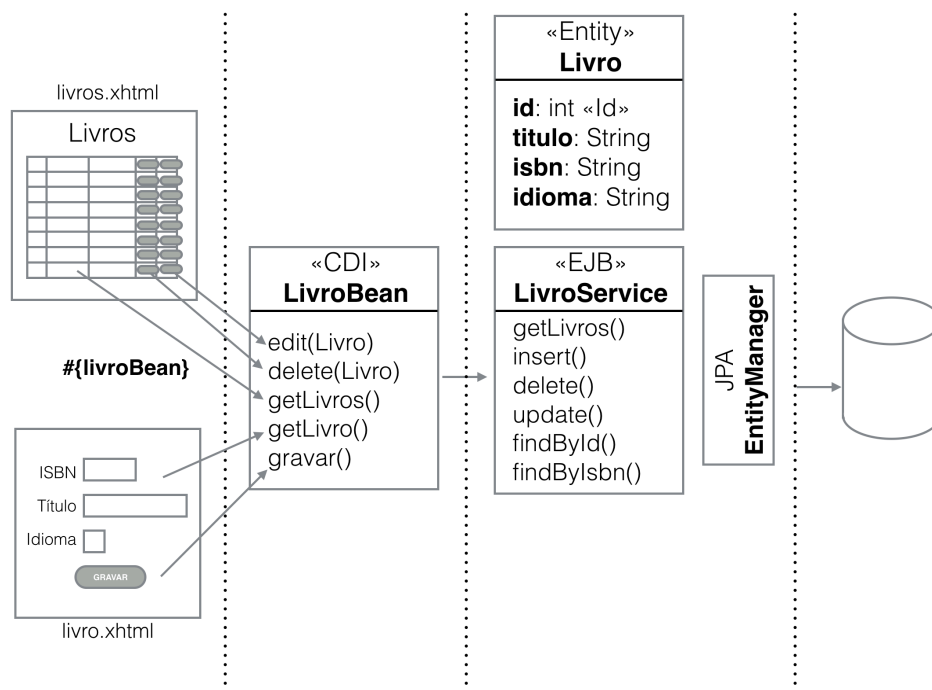 livros.xhtml
Livros
#{livroBean}
ISBN
Título
Idioma
GRAVAR
livro.xhtml
«CDI»
LivroBean
edit(Livro)
delete(Livro)
getLivros()
getLivro()
gravar()
«Entity»
Livro
id: int «Id»
titulo: String
isbn: String
idioma: String
«EJB»
LivroService
getLivros()
insert()
delete()
update()
findById()
findByIsbn()
JPA
EntityManager